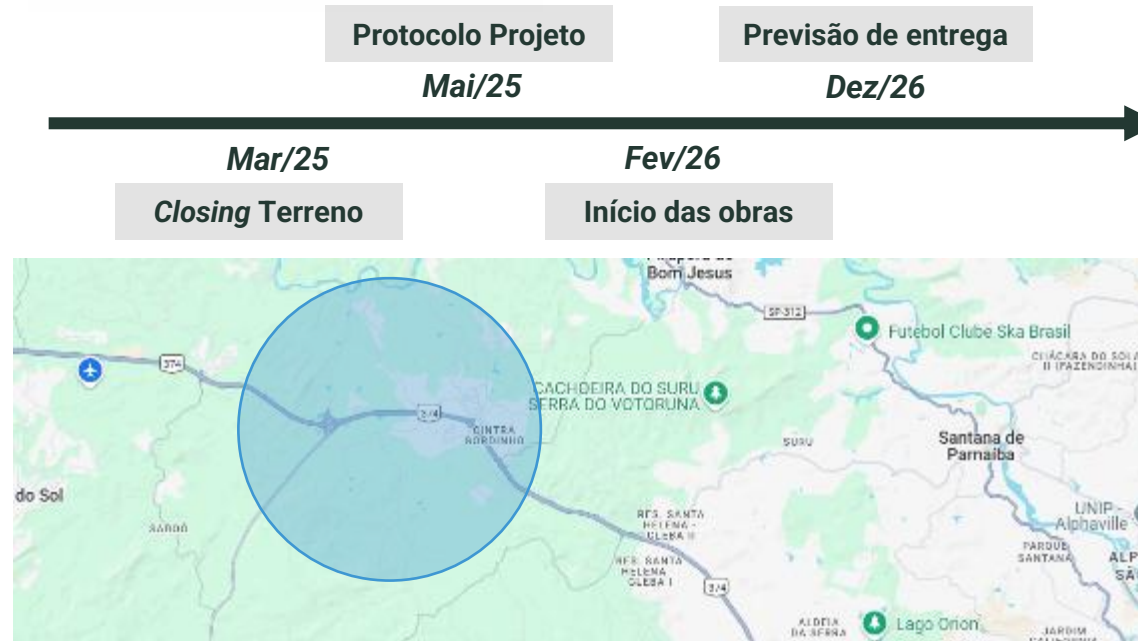 Protocolo Projeto
Previsão de entrega
Mai/25
Dez/26
Mar/25
Fev/26
Closing Terreno
Início das obras
Bom Jesus
SP-312
Futebol Clube Ska Brasil
374
CACHOEIRA DO SURU
SERRA DO VOTORUNA
374
CINTRA
GORDINHO
SURU
Santana de
Parnaíba
do Sol
SABOÓ
RES. SANTA
HELENA -
GLEBA II
UNIP -
Alphaville
PARQUE
SANTANA
RES. SANTA
HELENA
GLEBA I
374
ALDEIA
DA SERRA
Lago Orion
JARDIM